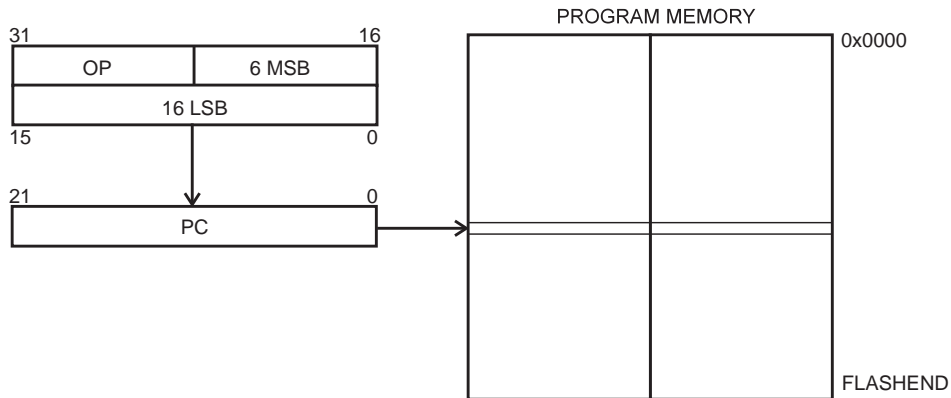 PROGRAM MEMORY
31 16
0x0000
OP 6 MSB
16 LSB
15 0
21 0
PC
FLASHEND